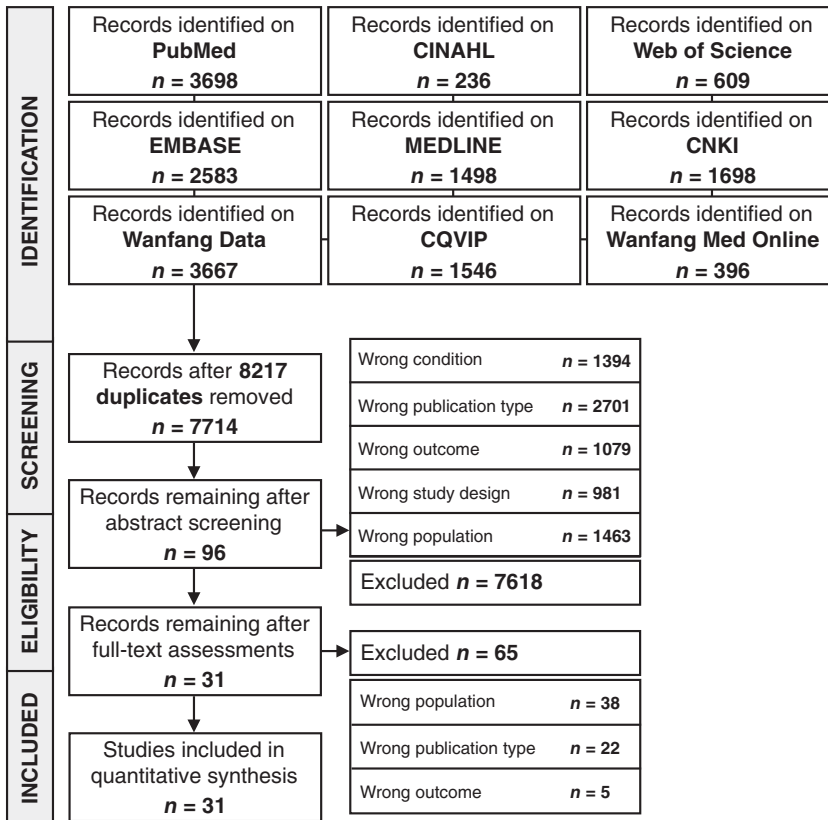 IDENTIFICATION
Records identified on
PubMed
n = 3698
Records identified on
CINAHL
n = 236
Records identified on
Web of Science
n = 609
Records identified on
EMBASE
n = 2583
Records identified on
MEDLINE
n = 1498
Records identified on
CNKI
n = 1698
Records identified on
Wanfang Data
n = 3667
Records identified on
CQVIP
n = 1546
Records identified on
Wanfang Med Online
n = 396
SCREENING
Records after 8217
duplicates removed
n = 7714
Wrong condition n = 1394
Wrong publication type n = 2701
Wrong outcome n = 1079
Wrong study design n = 981
Wrong population n = 1463
Excluded n = 7618
Records remaining after
abstract screening
n = 96
ELIGIBILITY
Records remaining after
full-text assessments
n = 31
Excluded n = 65
Wrong population n = 38
Wrong publication type n = 22
Wrong outcome n = 5
INCLUDED
Studies included in
quantitative synthesis
n = 31